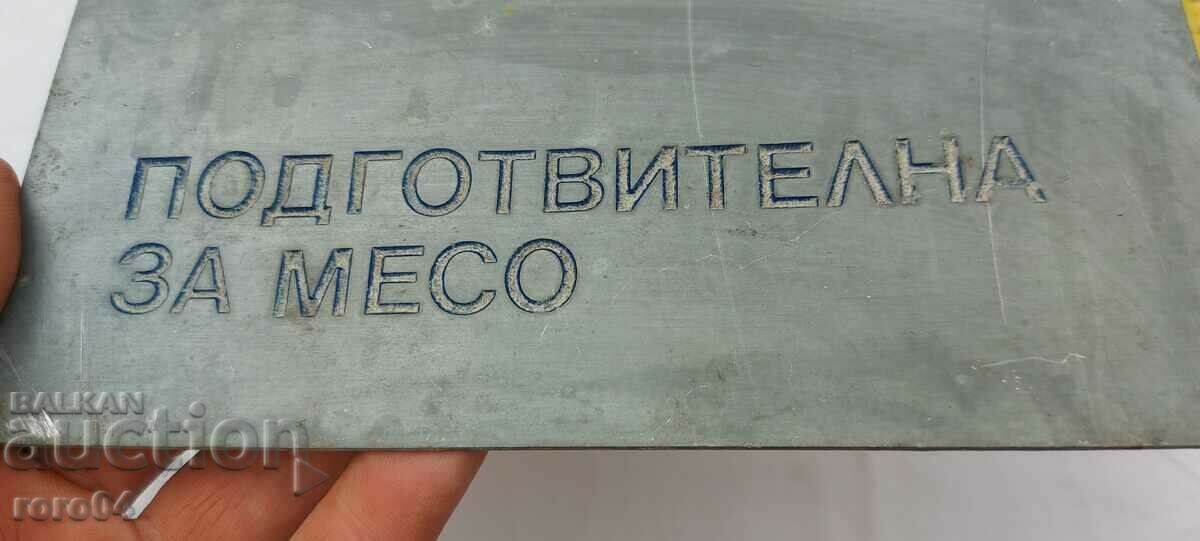 ПОДГОТВИТЕЛНА
ЗА МЕСО
BALKAN
auction
roro04